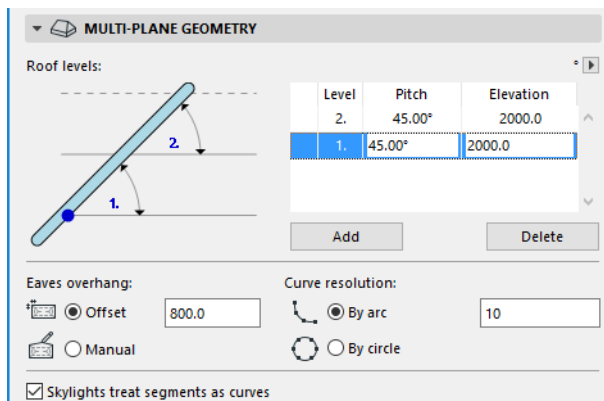 MULTI-PLANE GEOMETRY
Roof levels:
°
Level Pitch Elevation
2. 45.00° 2000.0
1. 45.00° 2000.0
2.
1.
Add Delete
Eaves overhang: Curve resolution:
Offset 800.0 By arc 10
Manual By circle
Skylights treat segments as curves